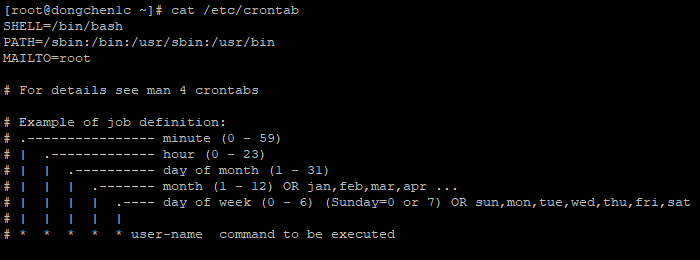 [root@dongchen1c ~]# cat /etc/crontab
SHELL=/bin/bash
PATH=/sbin:/bin:/usr/sbin:/usr/bin
MAILTO=root
# For details see man 4 crontabs
# Example of job definition:
# .---------------- minute (0 - 59)
# |  .------------- hour (0 - 23)
# |  |  .---------- day of month (1 - 31)
# |  |  |  .------- month (1 - 12) OR jan,feb,mar,apr ...
# |  |  |  |  .---- day of week (0 - 6) (Sunday=0 or 7) OR sun,mon,tue,wed,thu,fri,sat
# |  |  |  |  |
# *  *  *  *  * user-name  command to be executed